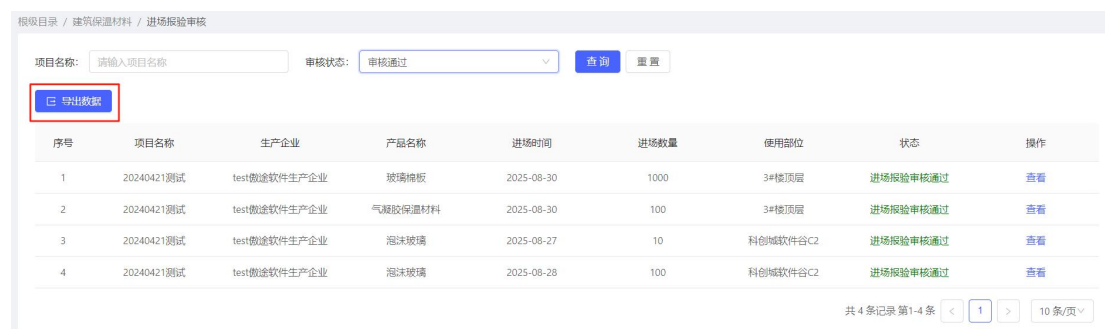 根级目录 / 建筑保温材料 / 进场报验审核
项目名称: 请输入项目名称 审核状态: 审核通过 查询 重置
导出数据
序号 项目名称 生产企业 产品名称 进场时间 进场数量 使用部位 状态 操作
1 20240421测试 test傲途软件生产企业 玻璃棉板 2025-08-30 1000 3#楼顶层 进场报验审核通过 查看
2 20240421测试 test傲途软件生产企业 气凝胶保温材料 2025-08-30 100 3#楼顶层 进场报验审核通过 查看
3 20240421测试 test傲途软件生产企业 泡沫玻璃 2025-08-27 10 科创城软件谷C2 进场报验审核通过 查看
4 20240421测试 test傲途软件生产企业 泡沫玻璃 2025-08-28 100 科创城软件谷C2 进场报验审核通过 查看
共 4 条记录 第1-4 条 < 1 > 10 条/页